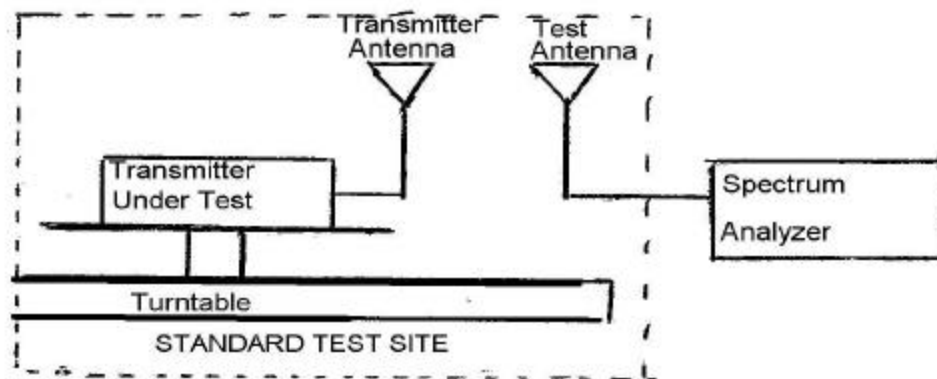 Transmitter
Antenna
Test
Antenna
Transmitter
Under Test
Spectrum
Analyzer
Turntable
STANDARD TEST SITE